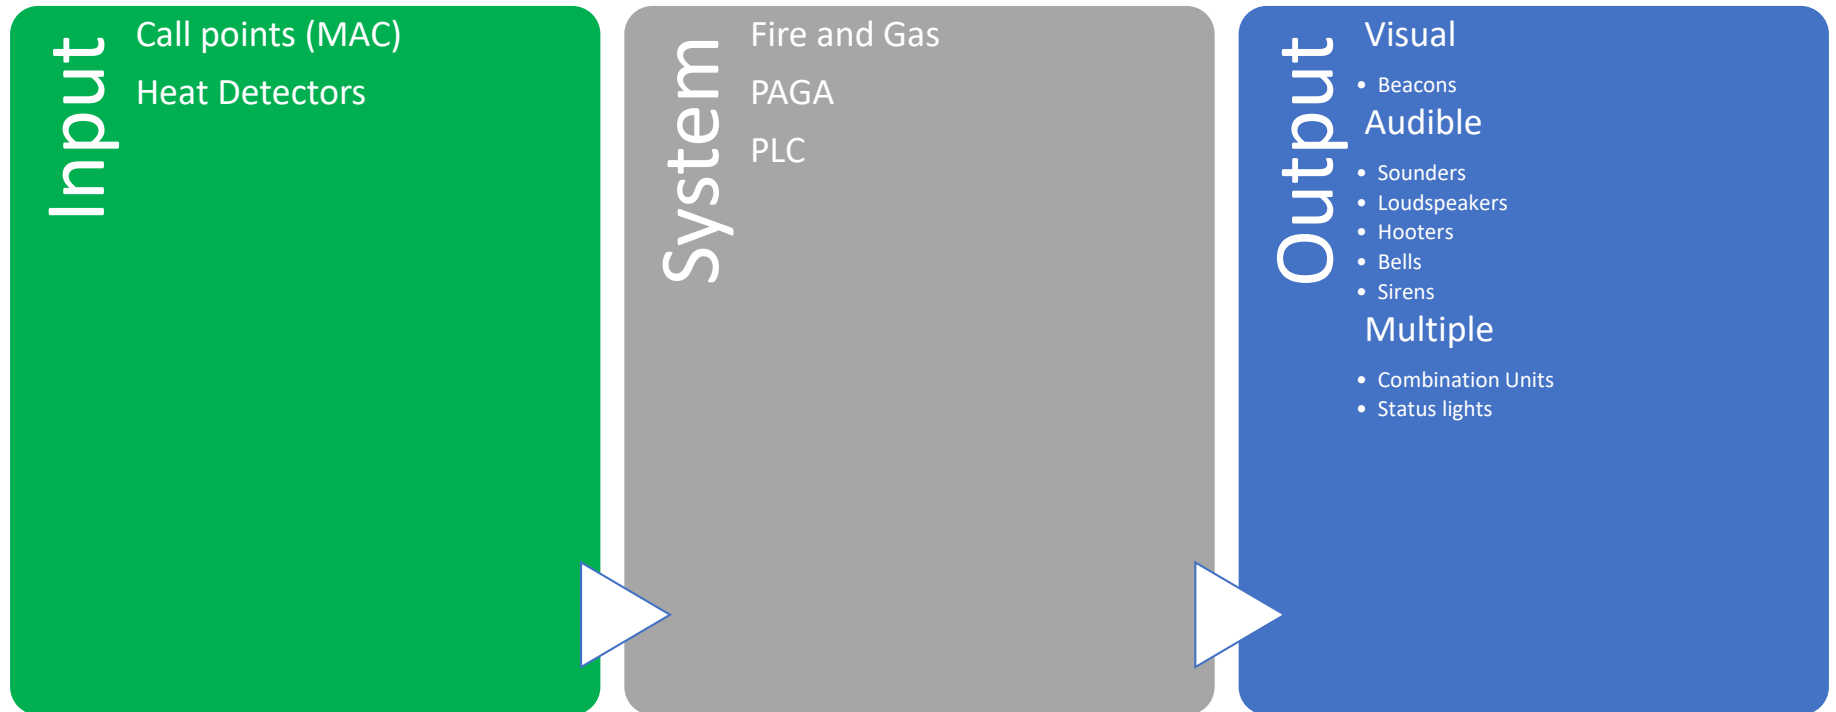 Input
Call points (MAC)
Heat Detectors
System
Fire and Gas
PAGA
PLC
Output
Visual
• Beacons
Audible
• Sounders
• Loudspeakers
• Hooters
• Bells
• Sirens
Multiple
• Combination Units
• Status lights